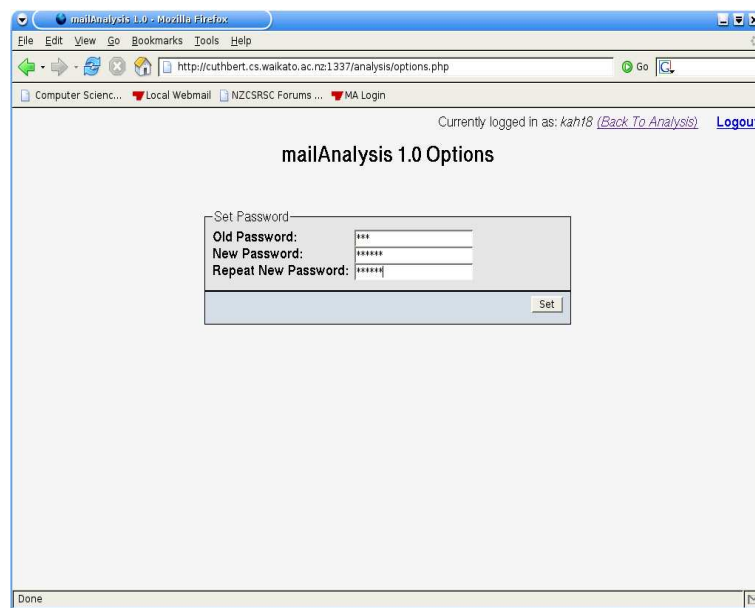 mailAnalysis 1.0 - Mozilla Firefox
File Edit View Go Bookmarks Tools Help
http://cuthbert.cs.waikato.ac.nz:1337/analysis/options.php Go
Computer Scienc... Local Webmail NZCSRSC Forums ... MA Login
Currently logged in as: kah18 (Back To Analysis) Logout
mailAnalysis 1.0 Options
Set Password
Old Password: ***
New Password: ******
Repeat New Password: ******
Set
Done